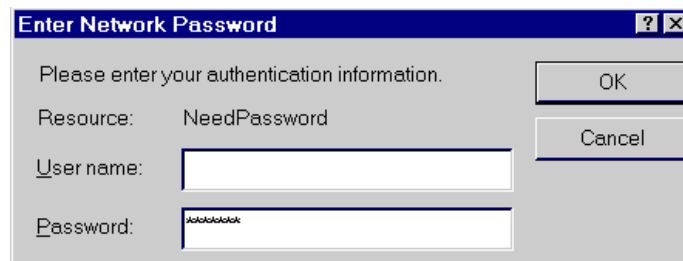 Enter Network Password
Please enter your authentication information.
OK
Resource: NeedPassword
Cancel
User name:
Password: *******